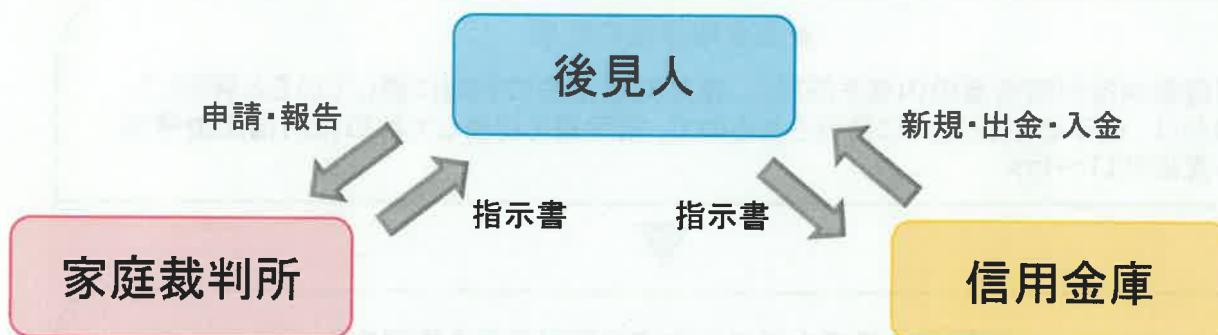 後見人
申請・報告
新規・出金・入金
指示書
指示書
家庭裁判所
信用金庫